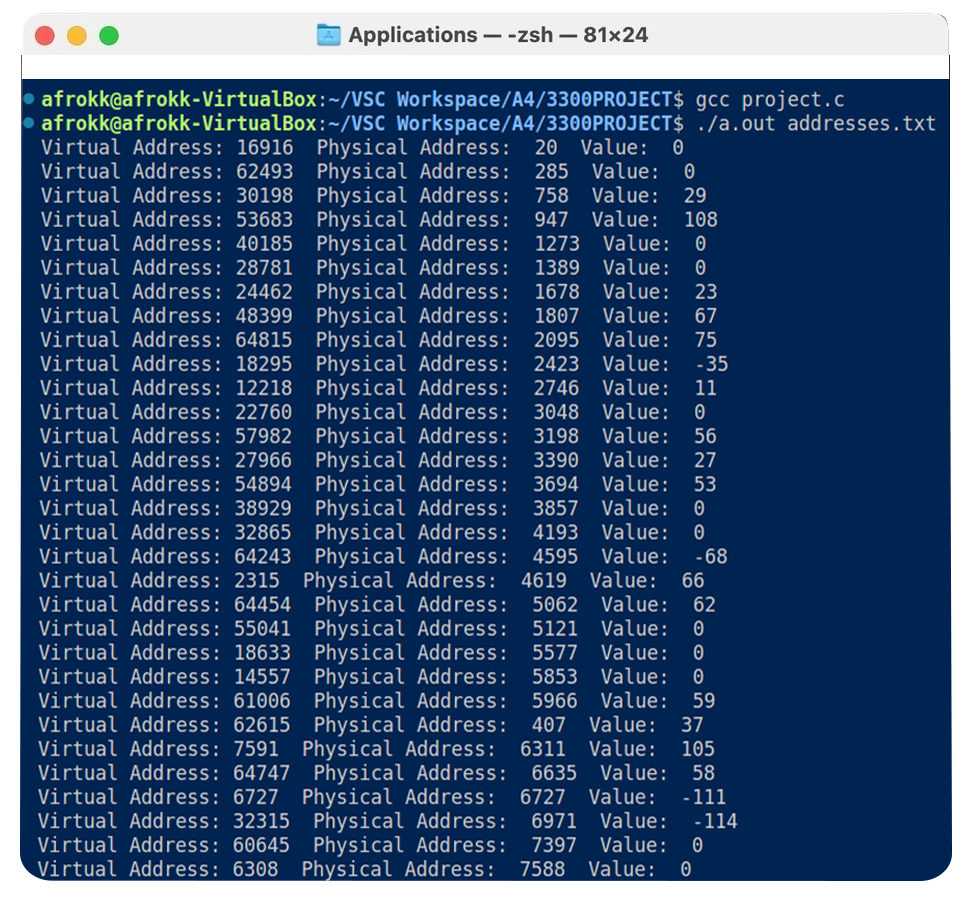 Applications — -zsh — 81×24
afrokk@afrokk-VirtualBox:~/VSC Workspace/A4/3300PROJECT$ gcc project.c
afrokk@afrokk-VirtualBox:~/VSC Workspace/A4/3300PROJECT$ ./a.out addresses.txt
Virtual Address: 16916  Physical Address:  20  Value:  0
Virtual Address: 62493  Physical Address:  285  Value:  0
Virtual Address: 30198  Physical Address:  758  Value:  29
Virtual Address: 53683  Physical Address:  947  Value:  108
Virtual Address: 40185  Physical Address:  1273  Value:  0
Virtual Address: 28781  Physical Address:  1389  Value:  0
Virtual Address: 24462  Physical Address:  1678  Value:  23
Virtual Address: 48399  Physical Address:  1807  Value:  67
Virtual Address: 64815  Physical Address:  2095  Value:  75
Virtual Address: 18295  Physical Address:  2423  Value:  -35
Virtual Address: 12218  Physical Address:  2746  Value:  11
Virtual Address: 22760  Physical Address:  3048  Value:  0
Virtual Address: 57982  Physical Address:  3198  Value:  56
Virtual Address: 27966  Physical Address:  3390  Value:  27
Virtual Address: 54894  Physical Address:  3694  Value:  53
Virtual Address: 38929  Physical Address:  3857  Value:  0
Virtual Address: 32865  Physical Address:  4193  Value:  0
Virtual Address: 64243  Physical Address:  4595  Value:  -68
Virtual Address: 2315  Physical Address:  4619  Value:  66
Virtual Address: 64454  Physical Address:  5062  Value:  62
Virtual Address: 55041  Physical Address:  5121  Value:  0
Virtual Address: 18633  Physical Address:  5577  Value:  0
Virtual Address: 14557  Physical Address:  5853  Value:  0
Virtual Address: 61006  Physical Address:  5966  Value:  59
Virtual Address: 62615  Physical Address:  407  Value:  37
Virtual Address: 7591  Physical Address:  6311  Value:  105
Virtual Address: 64747  Physical Address:  6635  Value:  58
Virtual Address: 6727  Physical Address:  6727  Value:  -111
Virtual Address: 32315  Physical Address:  6971  Value:  -114
Virtual Address: 60645  Physical Address:  7397  Value:  0
Virtual Address: 6308  Physical Address:  7588  Value:  0